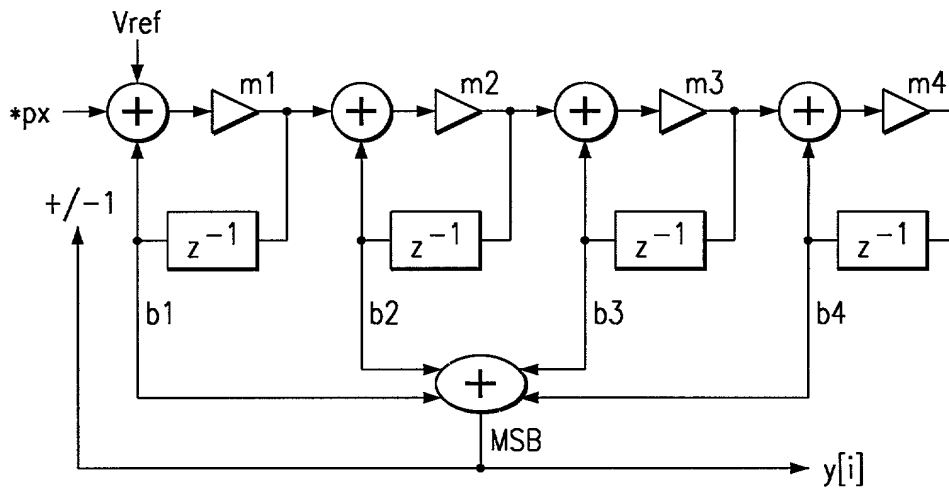 Vref
m1 m2 m3 m4
*px + + + +
+/-1
z⁻¹ z⁻¹ z⁻¹ z⁻¹
b1 b2 b3 b4
+
MSB
y[i]